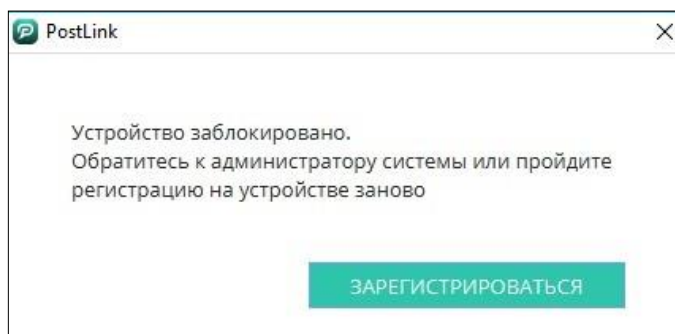 PostLink
Устройство заблокировано.
Обратитесь к администратору системы или пройдите
регистрацию на устройстве заново
ЗАРЕГИСТРИРОВАТЬСЯ